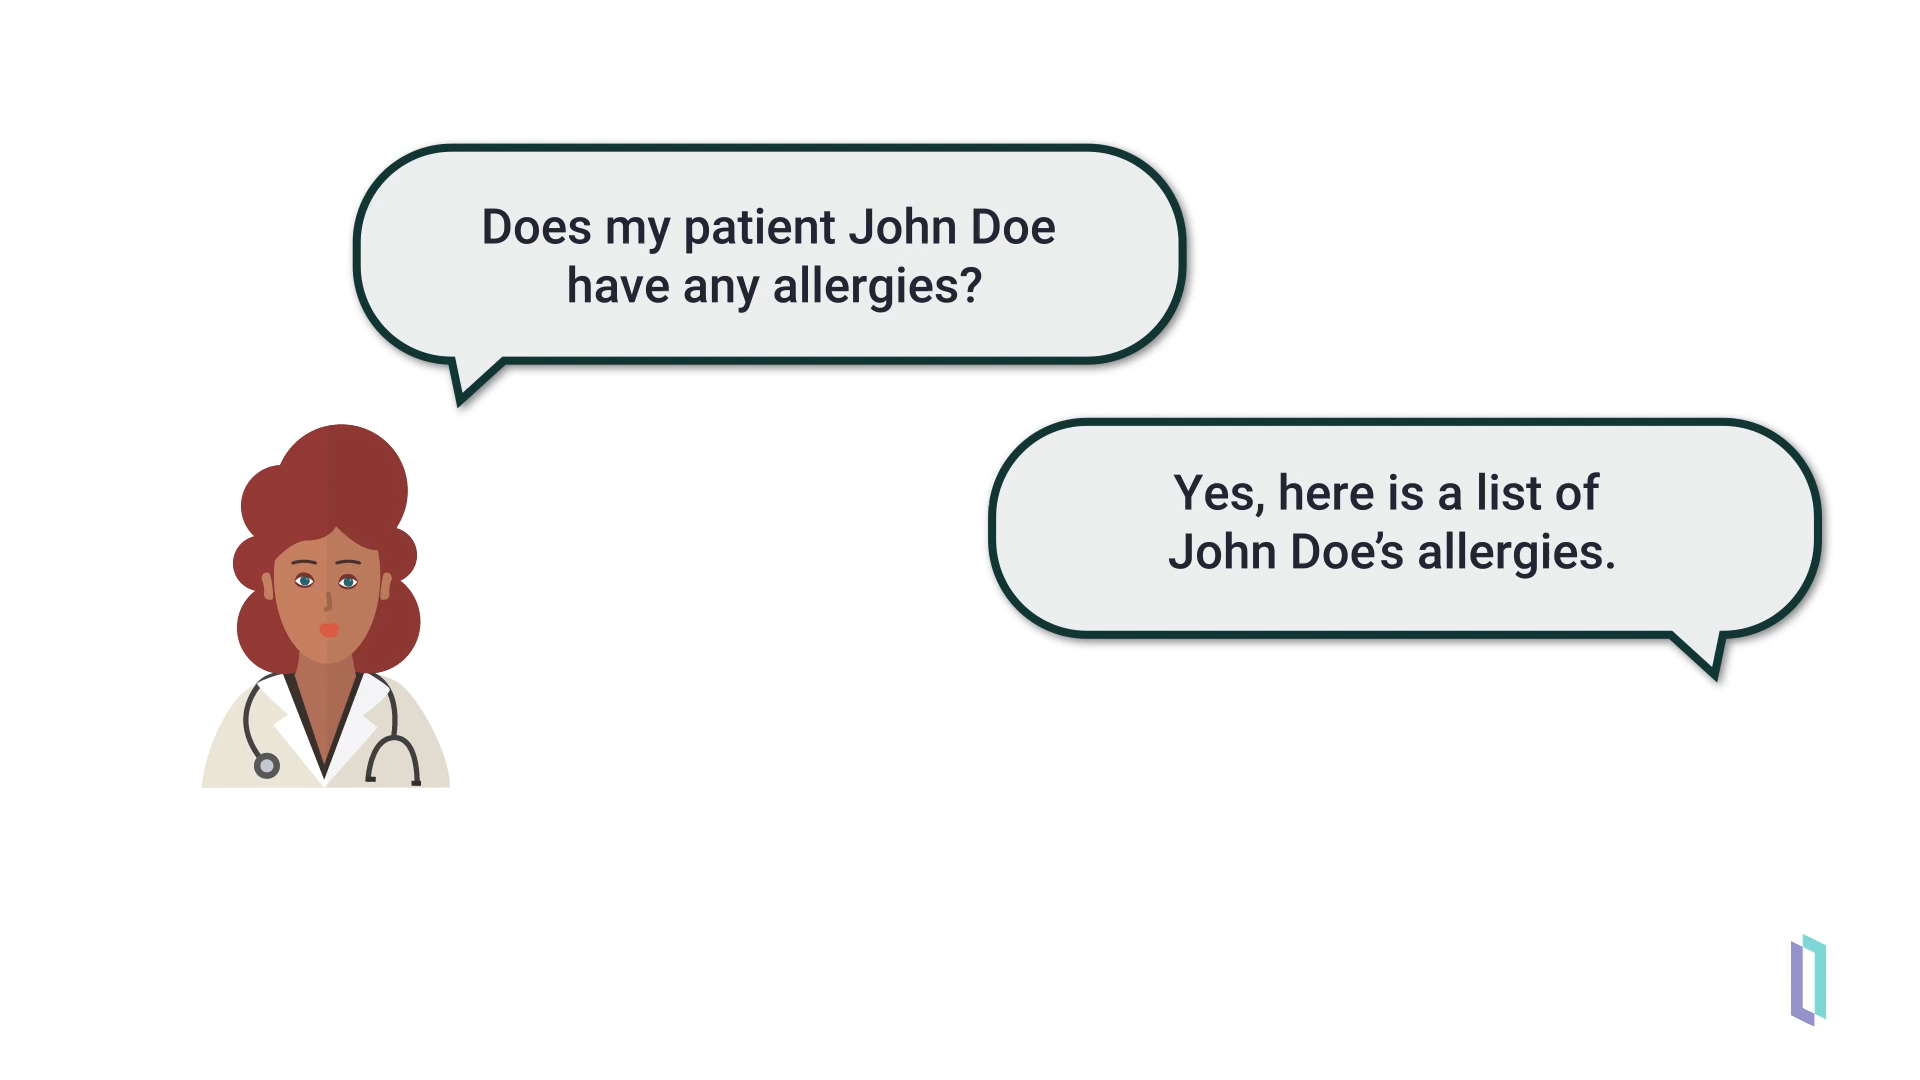 Does my patient John Doe
have any allergies?
Yes, here is a list of
John Doe’s allergies.